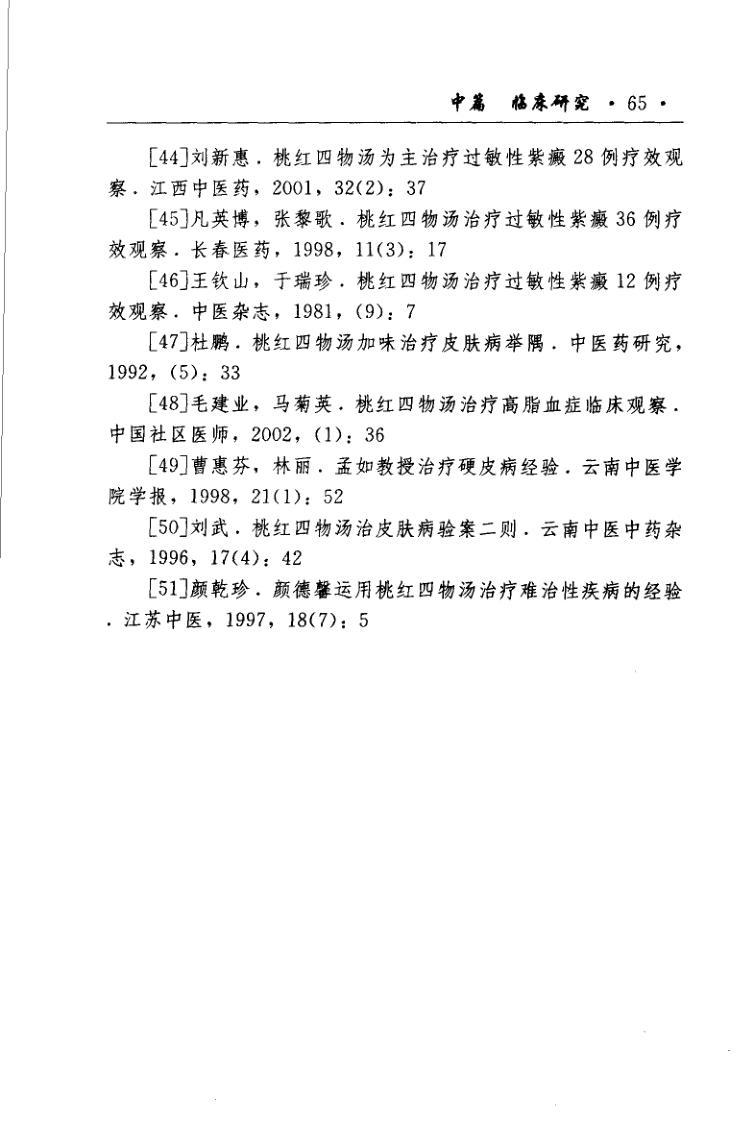 中篇 临床研究 · 65 ·
[44]刘新惠．桃红四物汤为主治疗过敏性紫癜 28 例疗效观
察．江西中医药，2001，32(2)：37
[45]凡英博，张黎歌．桃红四物汤治疗过敏性紫癜 36 例疗
效观察．长春医药，1998，11(3)：17
[46]王钦山，于瑞珍．桃红四物汤治疗过敏性紫癜 12 例疗
效观察．中医杂志，1981，(9)：7
[47]杜鹏．桃红四物汤加味治疗皮肤病举隅．中医药研究，
1992，(5)：33
[48]毛建业，马菊英．桃红四物汤治疗高脂血症临床观察．
中国社区医师，2002，(1)：36
[49]曹惠芬，林丽．孟如教授治疗硬皮病经验．云南中医学
院学报，1998，21(1)：52
[50]刘武．桃红四物汤治皮肤病验案二则．云南中医中药杂
志，1996，17(4)：42
[51]颜乾珍．颜德馨运用桃红四物汤治疗难治性疾病的经验
．江苏中医，1997，18(7)：5